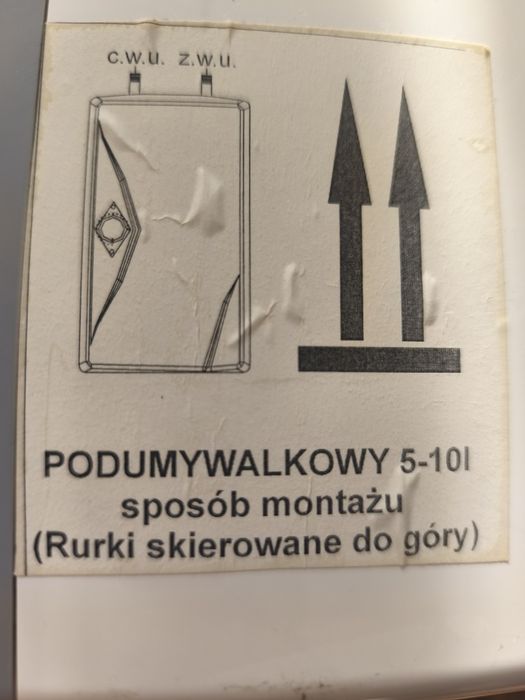 c.w.u. z.w.u.
PODUMYWALKOWY 5-10l
sposób montażu
(Rurki skierowane do góry)